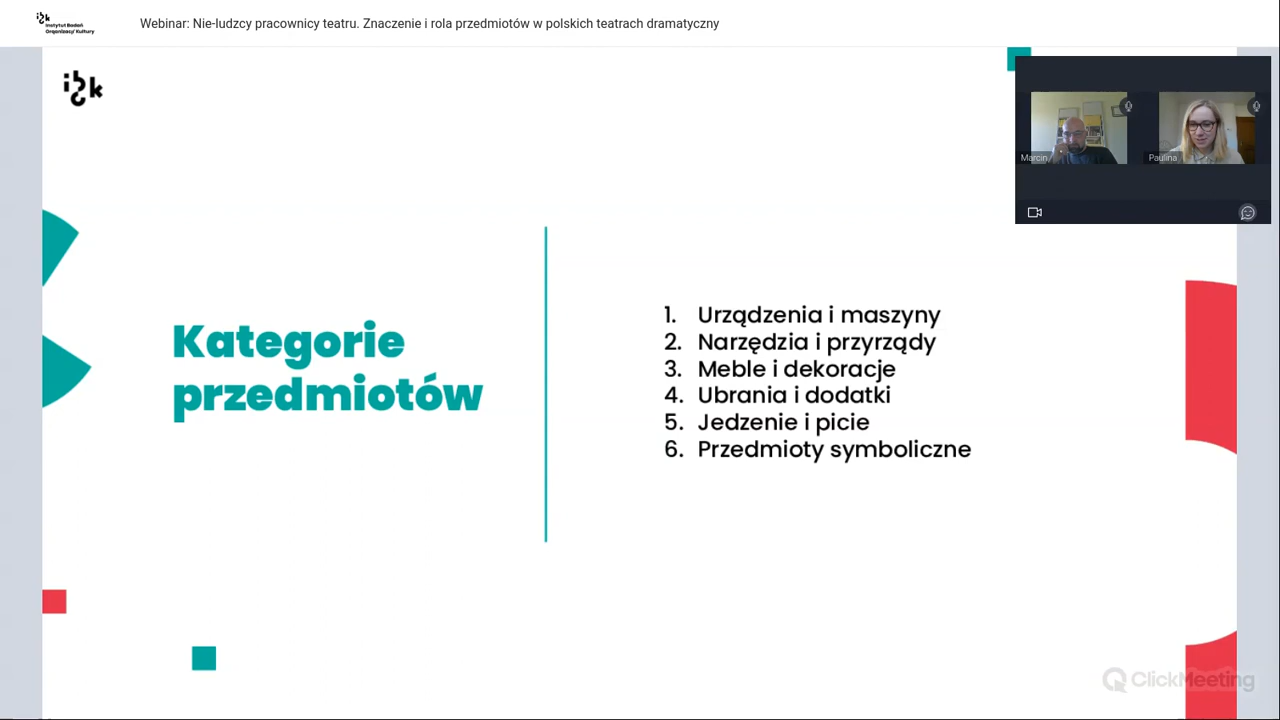 ibk
Instytut Badań
Organizacji Kultury
Webinar: Nie-ludzcy pracownicy teatru. Znaczenie i rola przedmiotów w polskich teatrach dramatyczny
ibk
Marcin
Paulina
Kategorie
przedmiotów
1. Urządzenia i maszyny
2. Narzędzia i przyrządy
3. Meble i dekoracje
4. Ubrania i dodatki
5. Jedzenie i picie
6. Przedmioty symboliczne
ClickMeeting